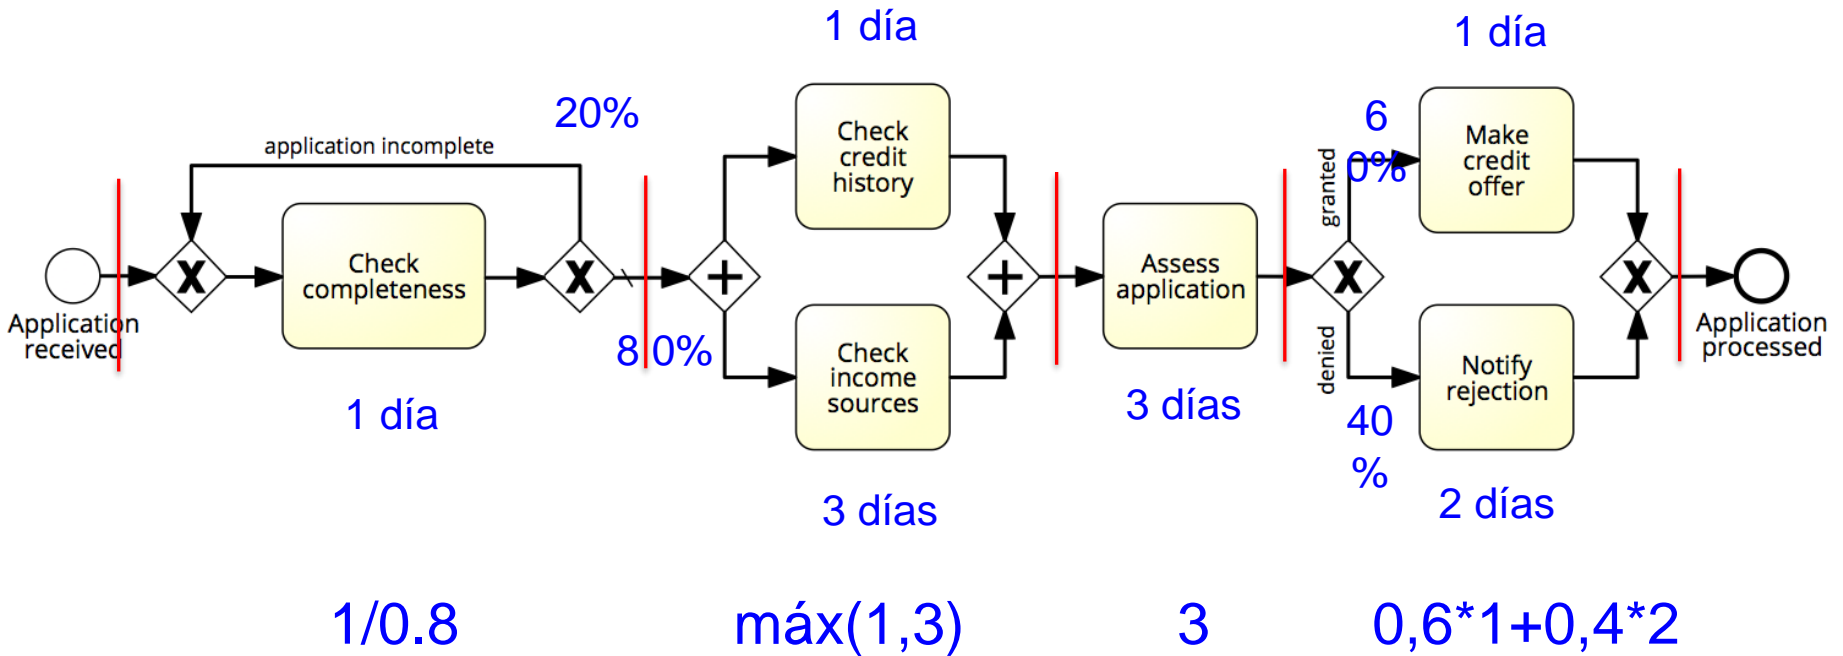 1 día
1 día
20%
6
0%
application incomplete
Check
credit
history
Make
credit
offer
granted
X
Check
completeness
X
+
+
Assess
application
X
X
Application
received
8 0%
Check
income
sources
denied
Notify
rejection
Application
processed
1 día
3 días
40
%
3 días
2 días
1/0.8
máx(1,3)
3
0,6*1+0,4*2